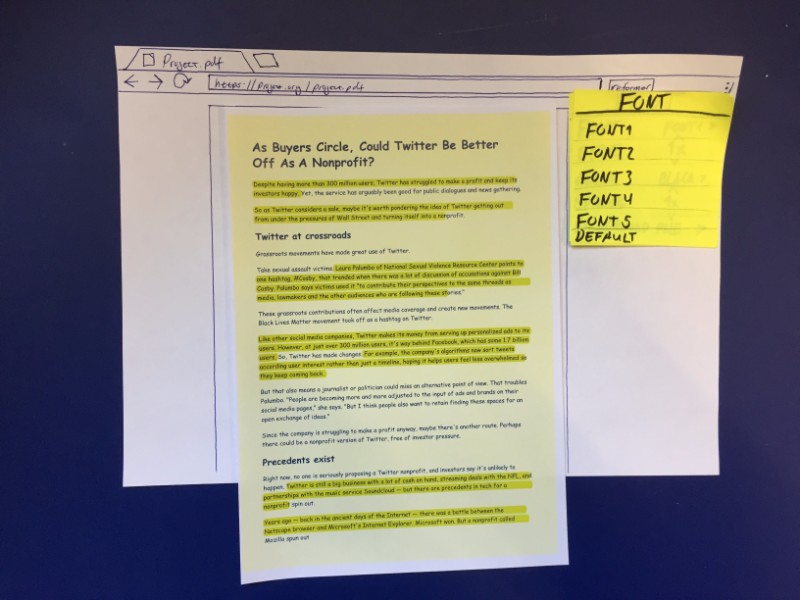 Project.pdf
reformer
FONT
FONT1
FONT2
FONT3
FONT4
FONT5
DEFAULT
As Buyers Circle, Could Twitter Be Better
Off As A Nonprofit?
Despite having more than 300 million users, Twitter has struggled to make a profit and keep its
investors happy. Yet, the service has arguably been good for public dialogues and news gathering.
So as Twitter considers a sale, maybe it's worth pondering the idea of Twitter getting out
from under the pressures of Wall Street and turning itself into a nonprofit.
Twitter at crossroads
Grassroots movements have made great use of Twitter.
Take sexual assault victims. Laura Palumbo of National Sexual Violence Resource Center points to
one hashtag, #Cosby, that trended when there was a lot of discussion of accusations against Bill
Cosby. Palumbo says victims used it "to contribute their perspectives to the same threads as
media, lawmakers and the other audiences who are following these stories."
These grassroots contributions often affect media coverage and create new movements. The
Black Lives Matter movement took off as a hashtag on Twitter.
Like other social media companies, Twitter makes its money from serving up personalized ads to its
users. However, at just over 300 million users, it's way behind Facebook, which has some 1.7 billion
users. So, Twitter has made changes. For example, the company's algorithms now sort tweets
according user interest rather than just a timeline, hoping it helps users feel less overwhelmed so
they keep coming back.
But that also means a journalist or politician could miss an alternative point of view. That troubles
Palumbo. "People are becoming more and more adjusted to the input of ads and brands on their
social media pages," she says. "But I think people also want to retain finding these spaces for an
open exchange of ideas."
Since the company is struggling to make a profit anyway, maybe there's another route. Perhaps
there could be a nonprofit version of Twitter, free of investor pressure.
Precedents exist
Right now, no one is seriously proposing a Twitter nonprofit, and investors say it's unlikely to
happen. Twitter is still a big business with a lot of cash on hand, streaming deals with the NFL, and
partnerships with the music service Soundcloud — but there are precedents in tech for a
nonprofit spin out.
Years ago — back in the ancient days of the Internet — there was a battle between the
Netscape browser and Microsoft's Internet Explorer. Microsoft won. But a nonprofit called
Mozilla spun out